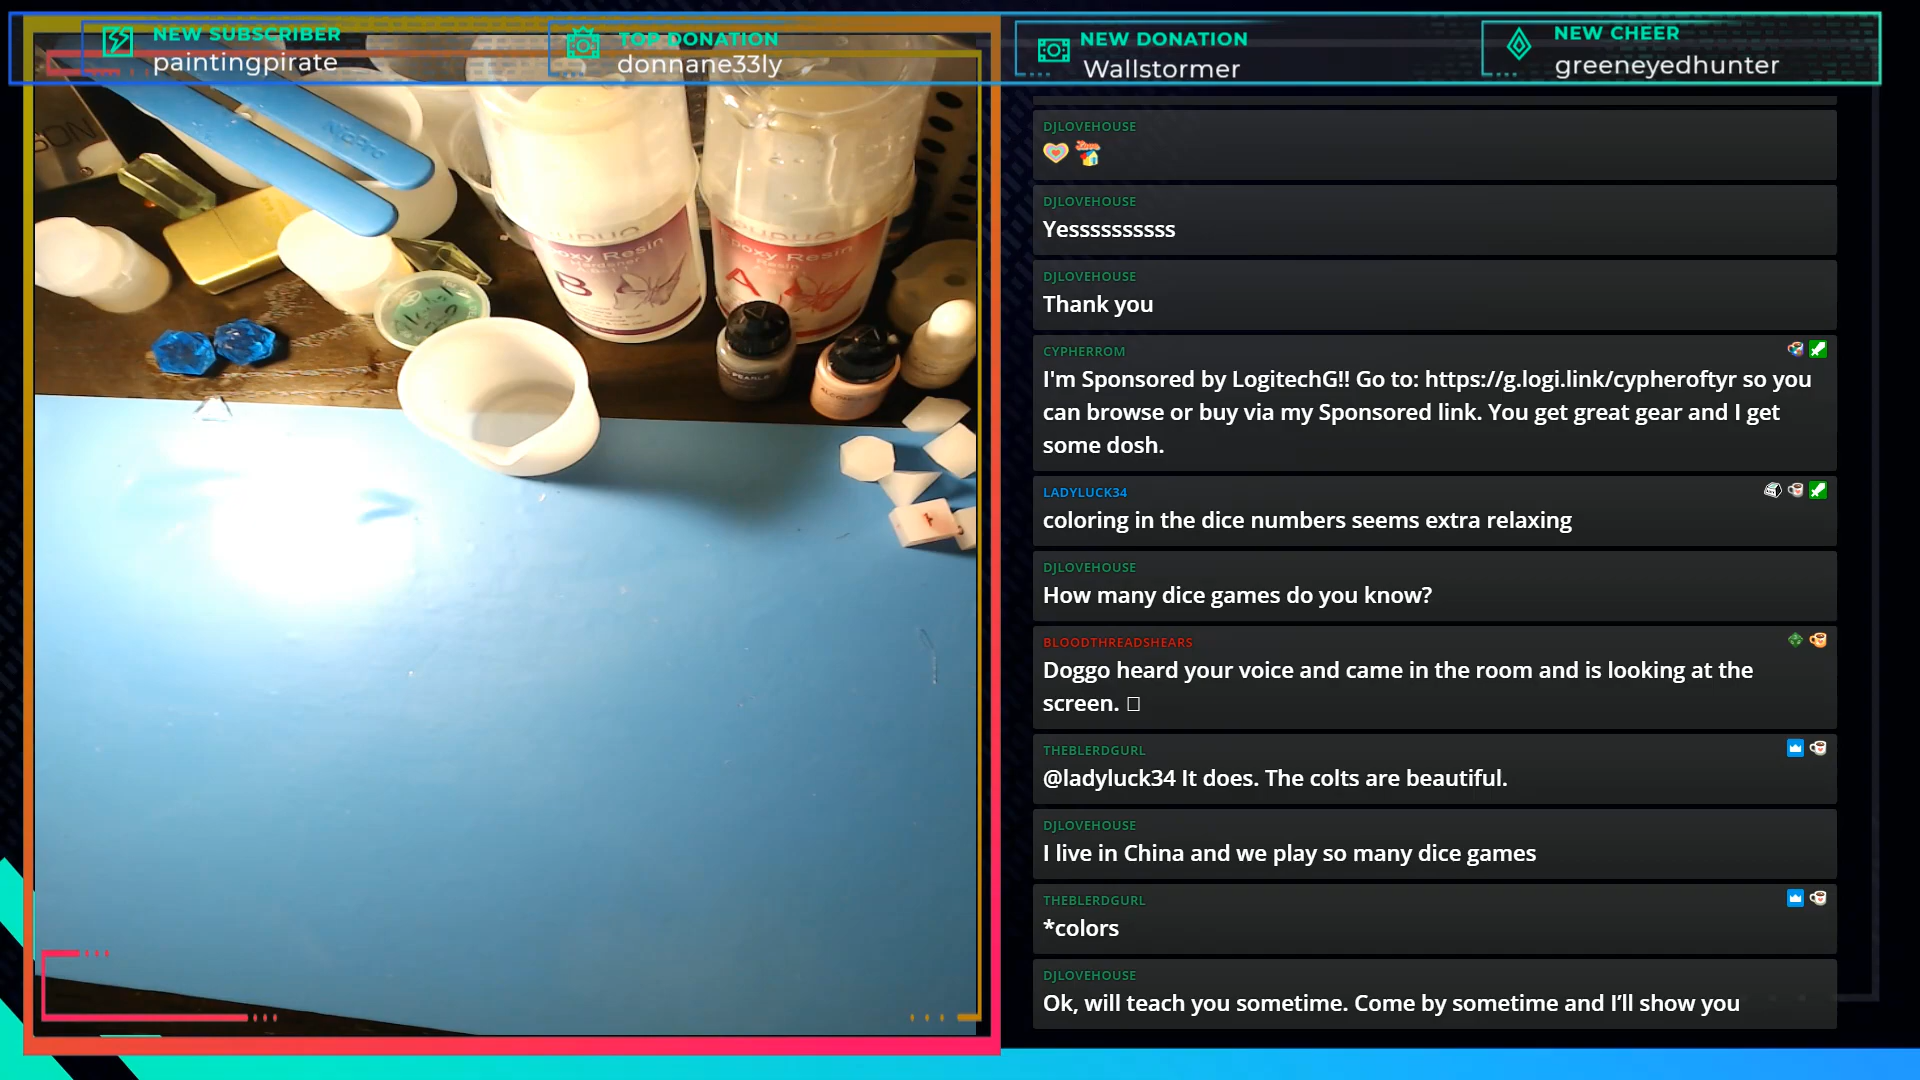 NEW SUBSCRIBER
paintingpirate
TOP DONATION
donnane33ly
NEW DONATION
Wallstormer
NEW CHEER
greeneyedhunter
Epoxy Resin
Hardener
B
Epoxy Resin
Resin
A
PEARLS
DJLOVEHOUSE
Love
DJLOVEHOUSE
Yesssssssssss
DJLOVEHOUSE
Thank you
CYPHERROM
I'm Sponsored by LogitechG!! Go to: https://g.logi.link/cypheroftyr so you
can browse or buy via my Sponsored link. You get great gear and I get
some dosh.
LADYLUCK34
coloring in the dice numbers seems extra relaxing
DJLOVEHOUSE
How many dice games do you know?
BLOODTHREADSHEARS
Doggo heard your voice and came in the room and is looking at the
screen.
THEBLERDGURL
@ladyluck34 It does. The colts are beautiful.
DJLOVEHOUSE
I live in China and we play so many dice games
THEBLERDGURL
*colors
DJLOVEHOUSE
Ok, will teach you sometime. Come by sometime and I’ll show you